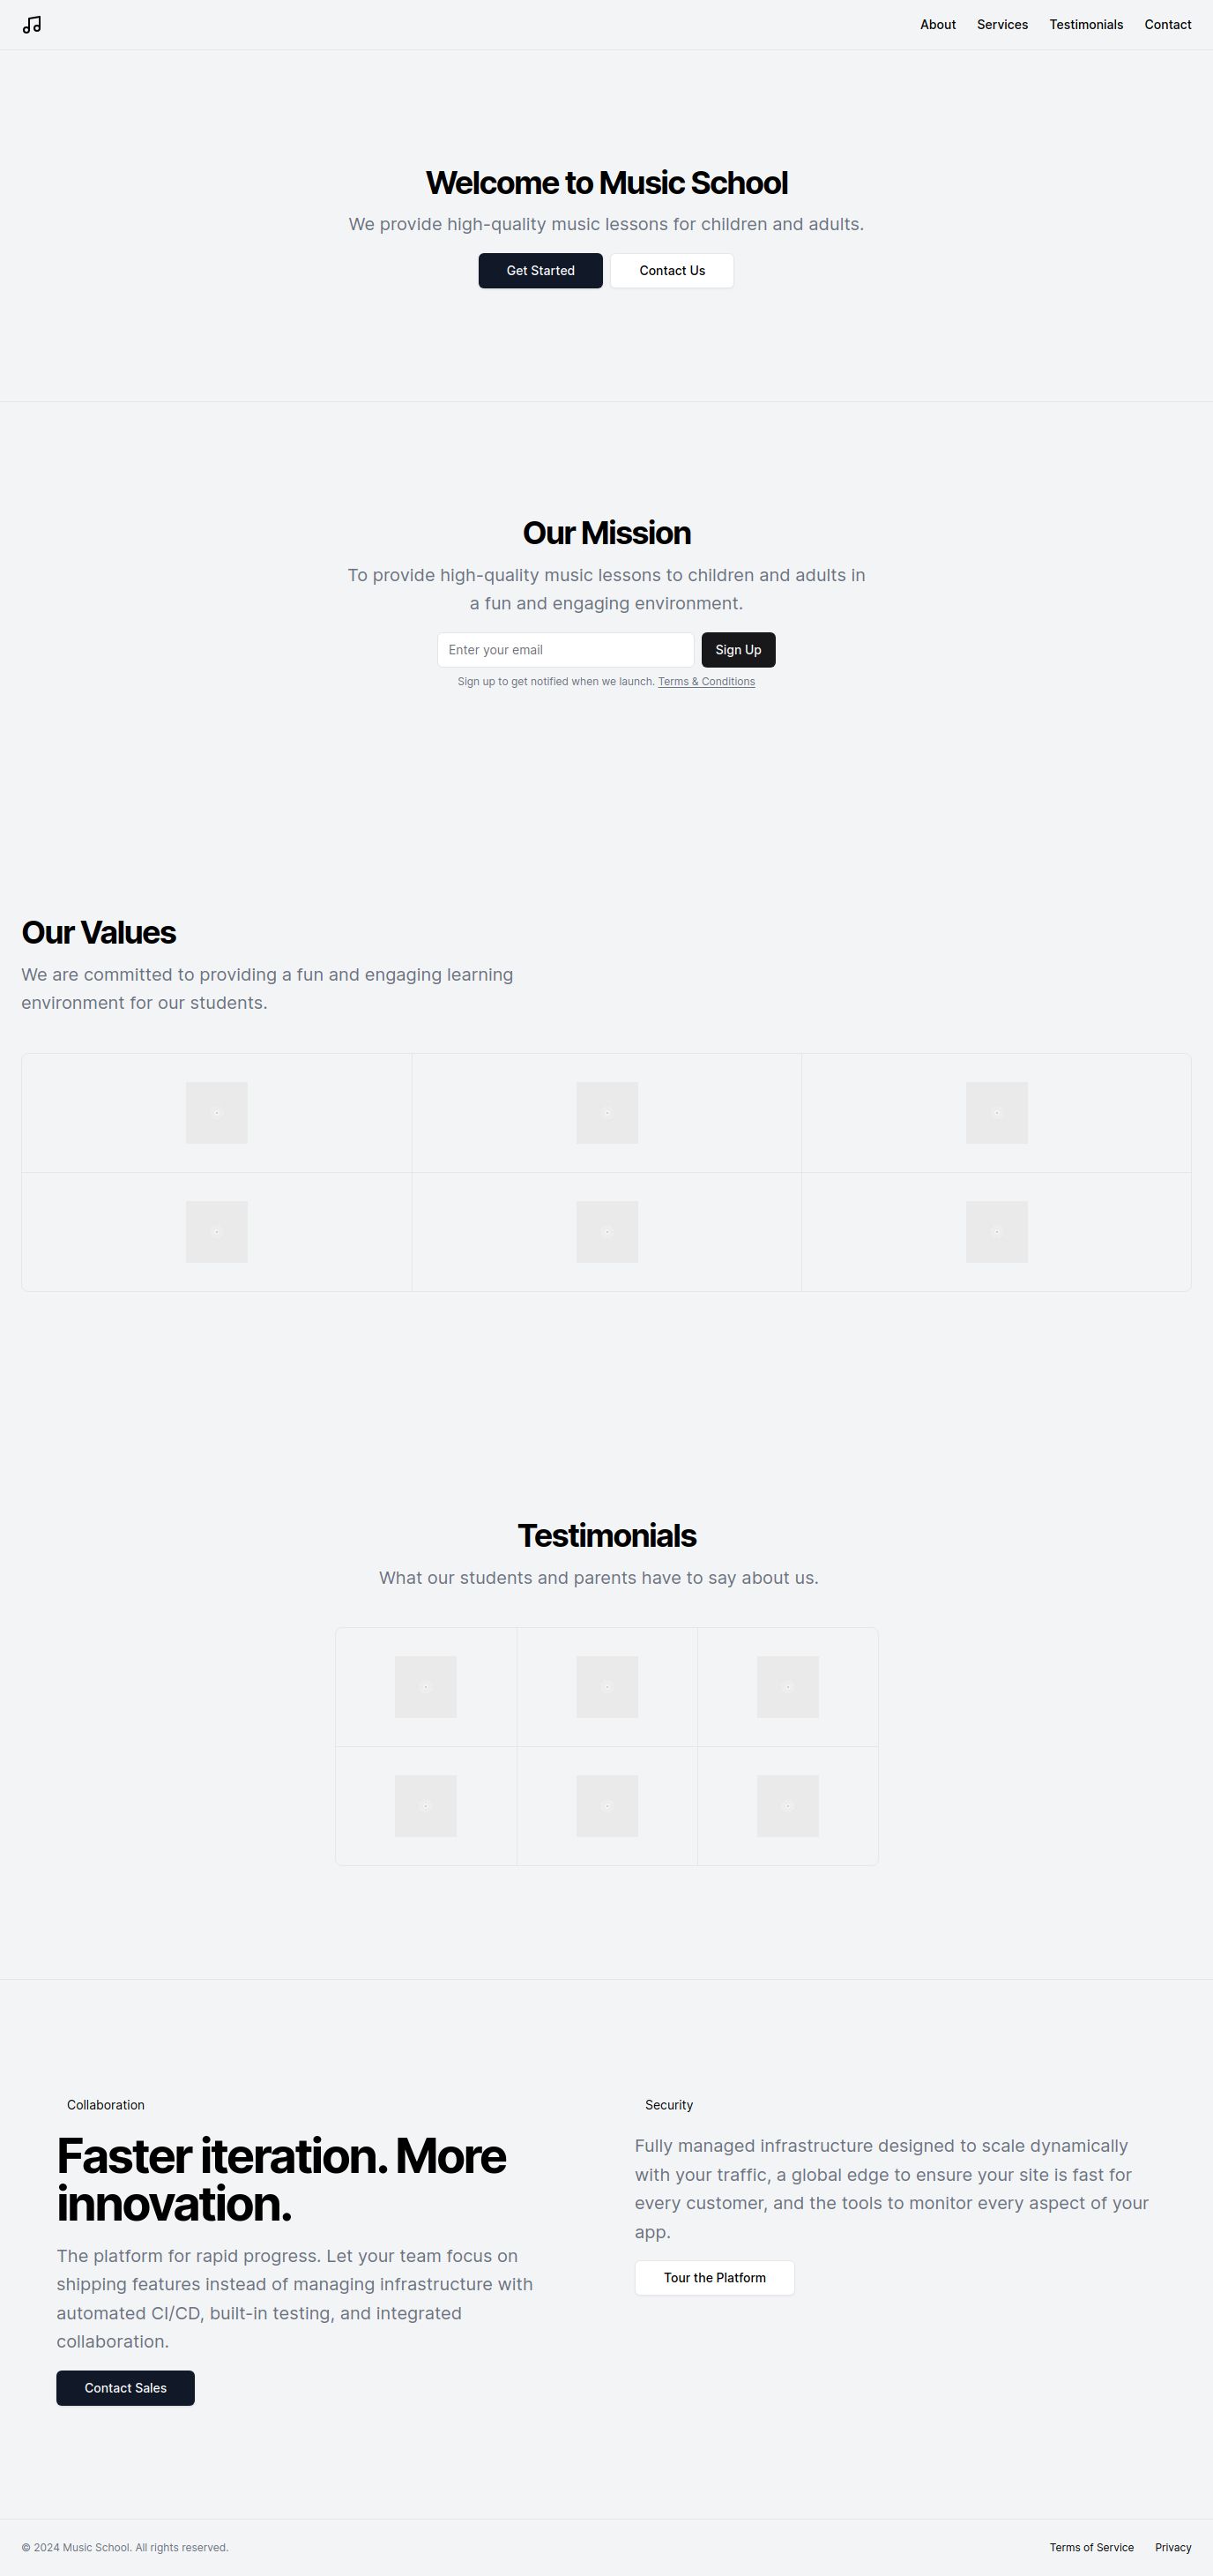 About Services Testimonials Contact
Welcome to Music School
We provide high-quality music lessons for children and adults.
Get Started Contact Us
Our Mission
To provide high-quality music lessons to children and adults in
a fun and engaging environment.
Enter your email Sign Up
Sign up to get notified when we launch. Terms & Conditions
Our Values
We are committed to providing a fun and engaging learning
environment for our students.
Testimonials
What our students and parents have to say about us.
Collaboration
Faster iteration. More
innovation.
The platform for rapid progress. Let your team focus on
shipping features instead of managing infrastructure with
automated CI/CD, built-in testing, and integrated
collaboration.
Contact Sales
Security
Fully managed infrastructure designed to scale dynamically
with your traffic, a global edge to ensure your site is fast for
every customer, and the tools to monitor every aspect of your
app.
Tour the Platform
© 2024 Music School. All rights reserved.
Terms of Service Privacy